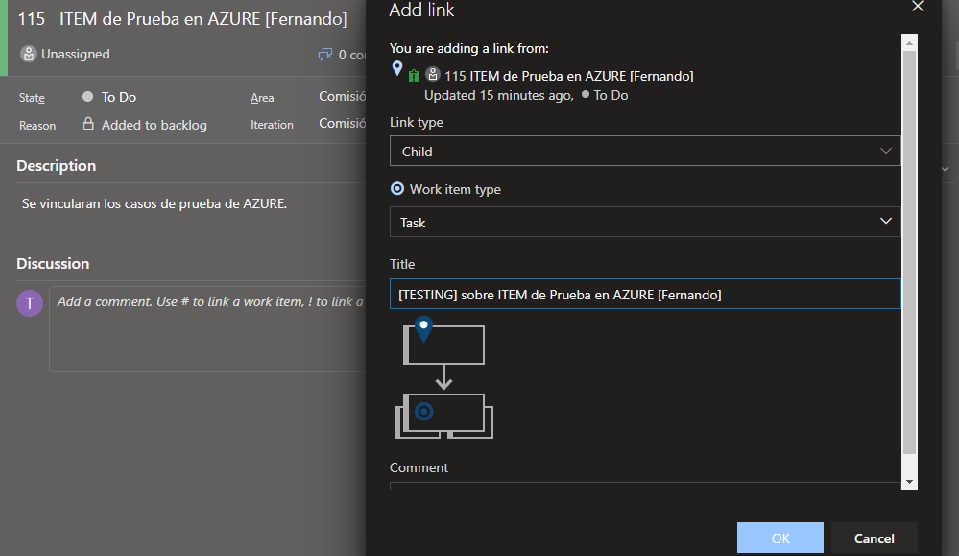 115 ITEM de Prueba en AZURE [Fernando]
Unassigned
0 co
State To Do Area Comisió
Reason Added to backlog Iteration Comisió
Description
Se vincularan los casos de prueba de AZURE.
Discussion
T
Add a comment. Use # to link a work item, ! to link a
Add link
You are adding a link from:
115 ITEM de Prueba en AZURE [Fernando]
Updated 15 minutes ago, To Do
Link type
Child
Work item type
Task
Title
[TESTING] sobre ITEM de Prueba en AZURE [Fernando]
Comment
OK Cancel